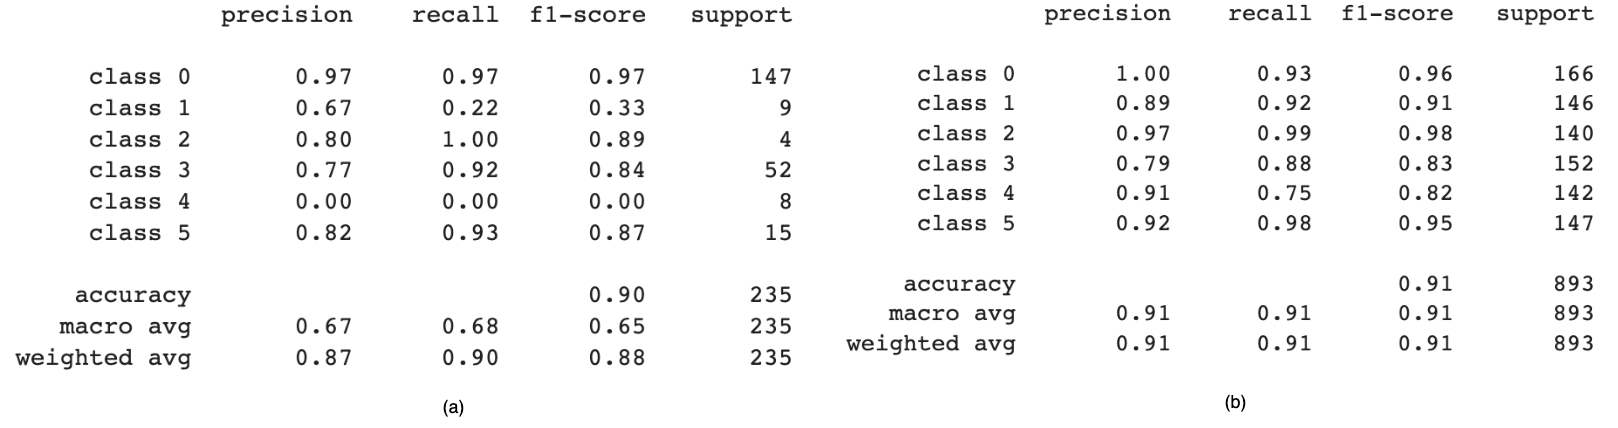 precision recall f1-score support
class 0 0.97 0.97 0.97 147
class 1 0.67 0.22 0.33 9
class 2 0.80 1.00 0.89 4
class 3 0.77 0.92 0.84 52
class 4 0.00 0.00 0.00 8
class 5 0.82 0.93 0.87 15
accuracy 0.90 235
macro avg 0.67 0.68 0.65 235
weighted avg 0.87 0.90 0.88 235
(a)
precision recall f1-score support
class 0 1.00 0.93 0.96 166
class 1 0.89 0.92 0.91 146
class 2 0.97 0.99 0.98 140
class 3 0.79 0.88 0.83 152
class 4 0.91 0.75 0.82 142
class 5 0.92 0.98 0.95 147
accuracy 0.91 893
macro avg 0.91 0.91 0.91 893
weighted avg 0.91 0.91 0.91 893
(b)